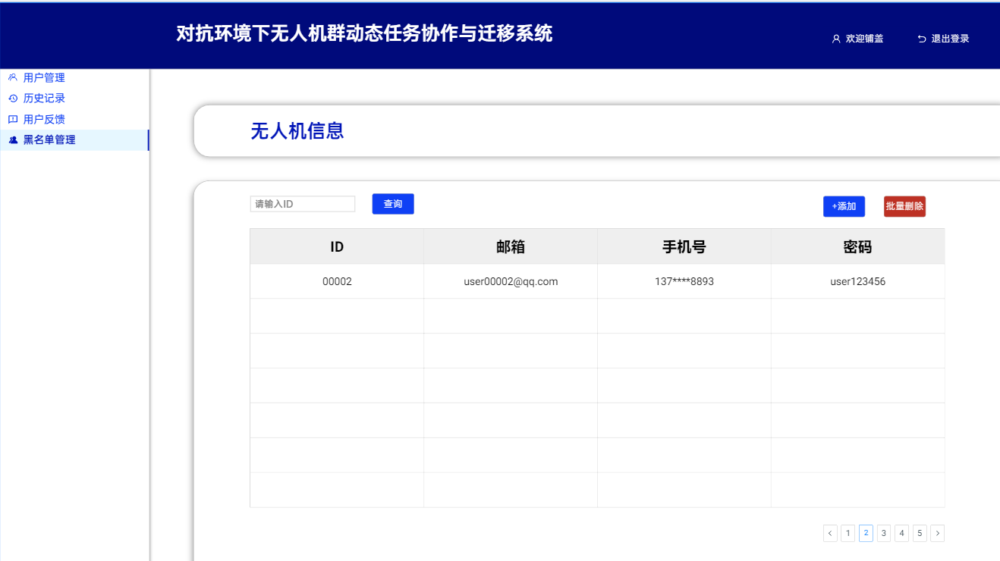 对抗环境下无人机群动态任务协作与迁移系统
欢迎铺盖 退出登录
用户管理
历史记录
用户反馈
黑名单管理
无人机信息
请输入ID 查询 +添加 批量删除
ID 邮箱 手机号 密码
00002 user00002@qq.com 137****8893 user123456
< 1 2 3 4 5 >